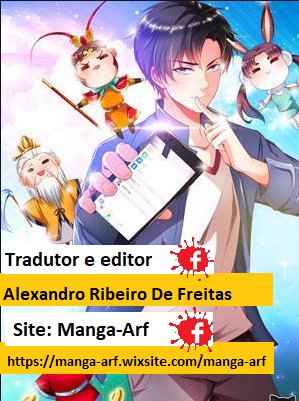 Tradutor e editor
f
Alexandro Ribeiro De Freitas
Site: Manga-Arf
f
https://manga-arf.wixsite.com/manga-arf